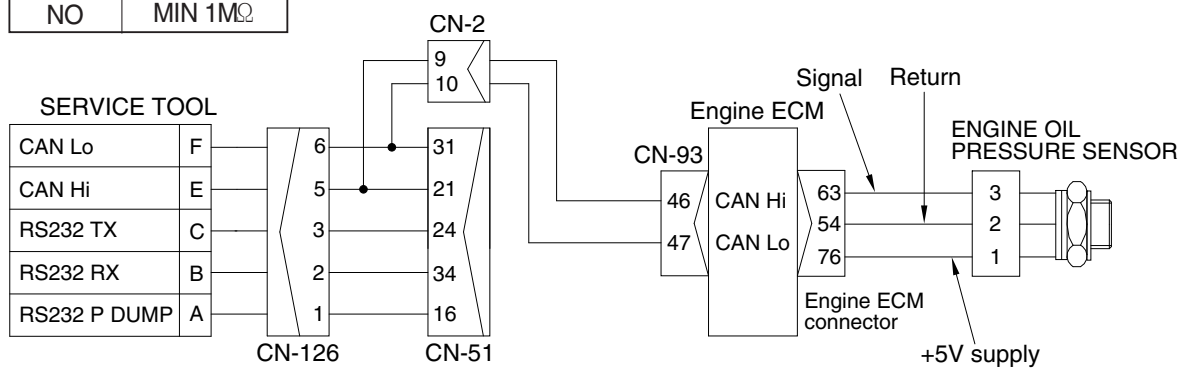 NO MIN 1MΩ
CN-2
9
10
SERVICE TOOL
CAN Lo F
CAN Hi E
RS232 TX C
RS232 RX B
RS232 P DUMP A
6
5
3
2
1
CN-126
31
21
24
34
16
CN-51
CN-93
46
47
Engine ECM
CAN Hi
CAN Lo
63
54
76
Engine ECM
connector
Signal
Return
+5V supply
ENGINE OIL
PRESSURE SENSOR
3
2
1